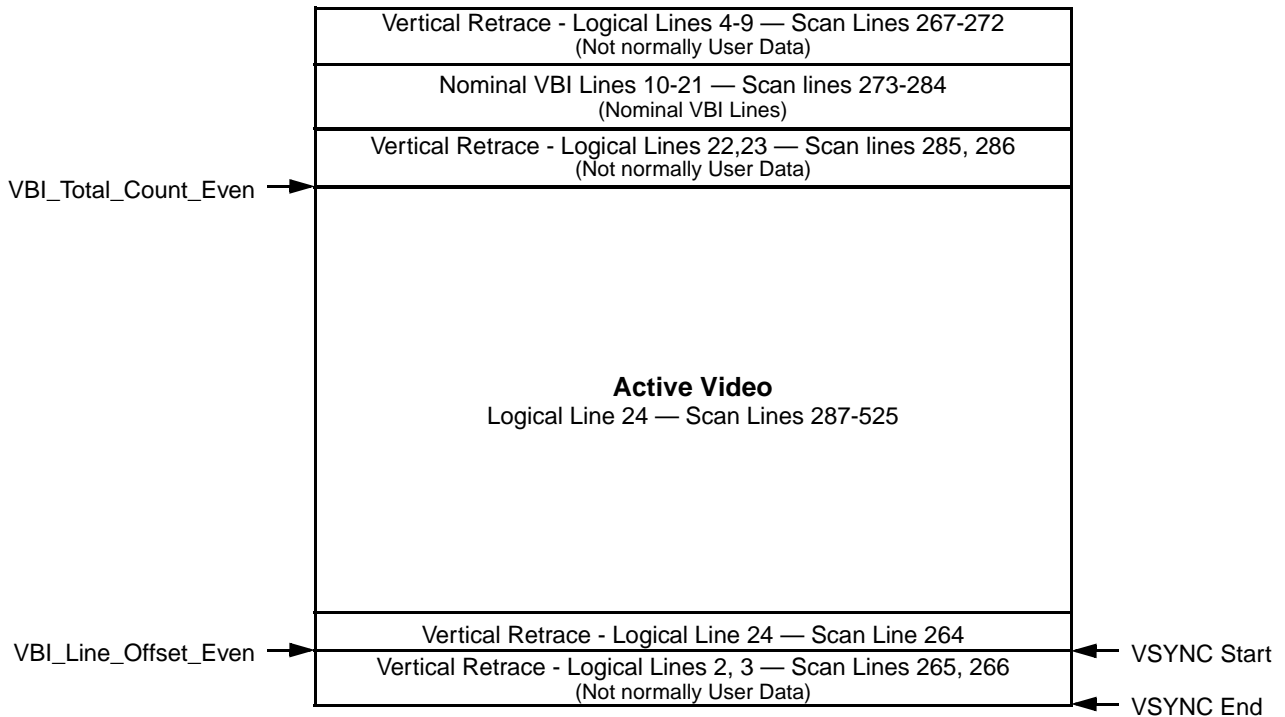 Vertical Retrace - Logical Lines 4-9 — Scan Lines 267-272
(Not normally User Data)
Nominal VBI Lines 10-21 — Scan lines 273-284
(Nominal VBI Lines)
Vertical Retrace - Logical Lines 22,23 — Scan lines 285, 286
(Not normally User Data)
VBI_Total_Count_Even
Active Video
Logical Line 24 — Scan Lines 287-525
Vertical Retrace - Logical Line 24 — Scan Line 264
VBI_Line_Offset_Even
VSYNC Start
Vertical Retrace - Logical Lines 2, 3 — Scan Lines 265, 266
(Not normally User Data)
VSYNC End